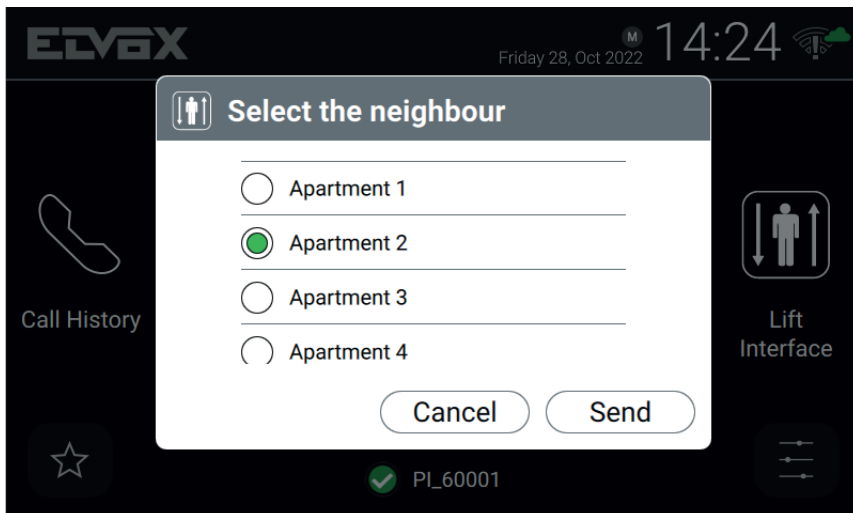 ELVOX
M
Friday 28, Oct 2022
14:24
Select the neighbour
Apartment 1
Apartment 2
Apartment 3
Apartment 4
Cancel
Send
Call History
Lift
Interface
PI_60001